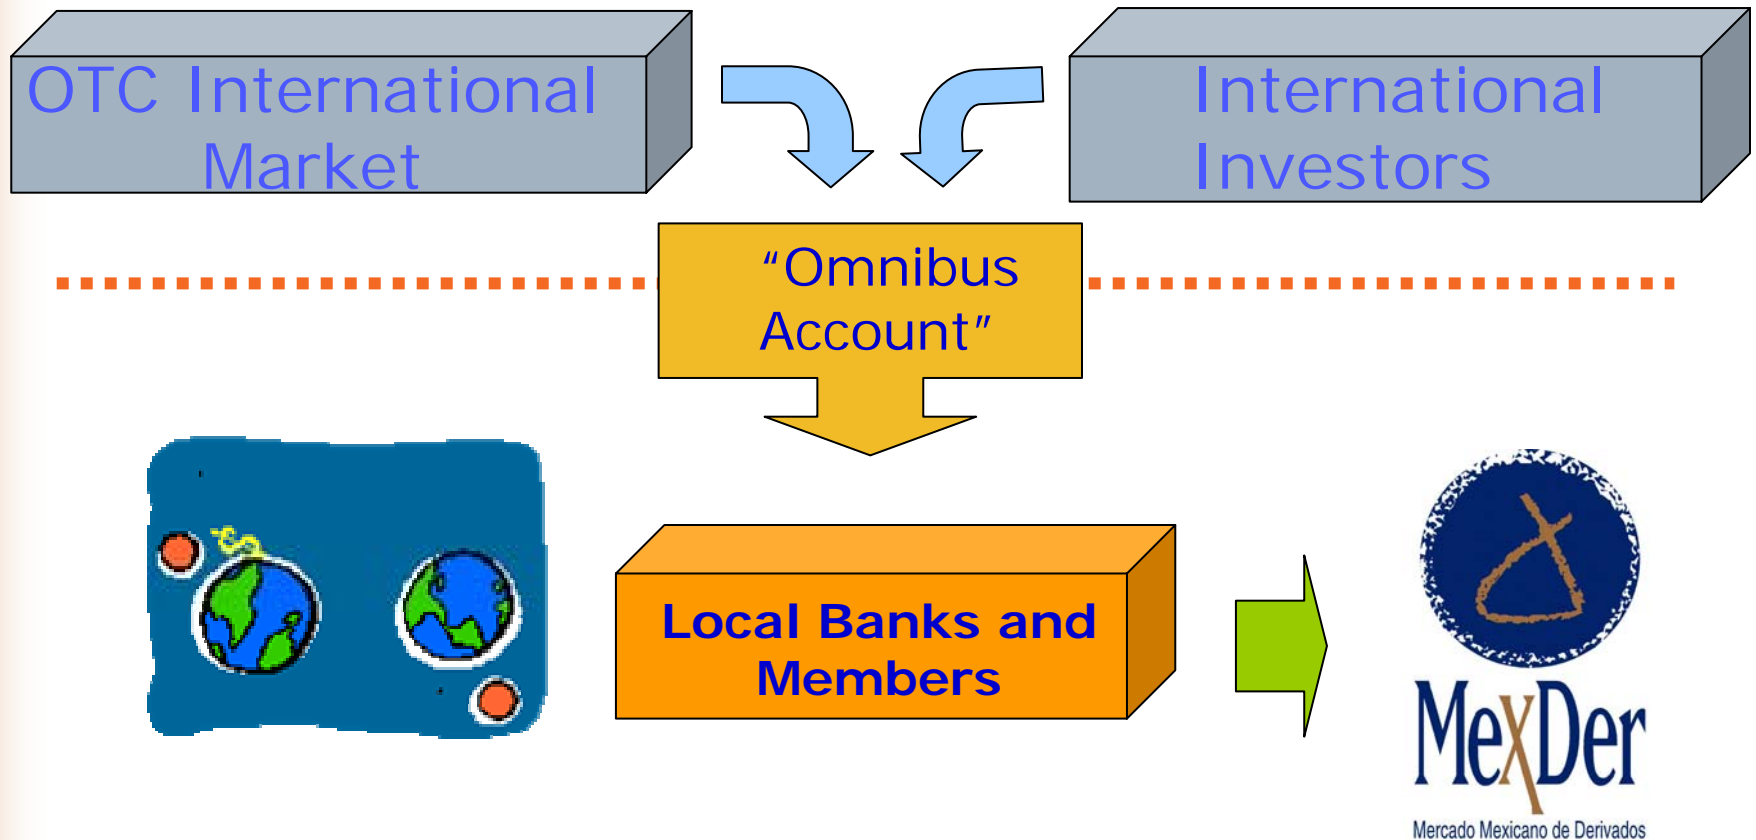 OTC International
Market
International
Investors
“Omnibus
Account”
Local Banks and
Members
MexDer
Mercado Mexicano de Derivados